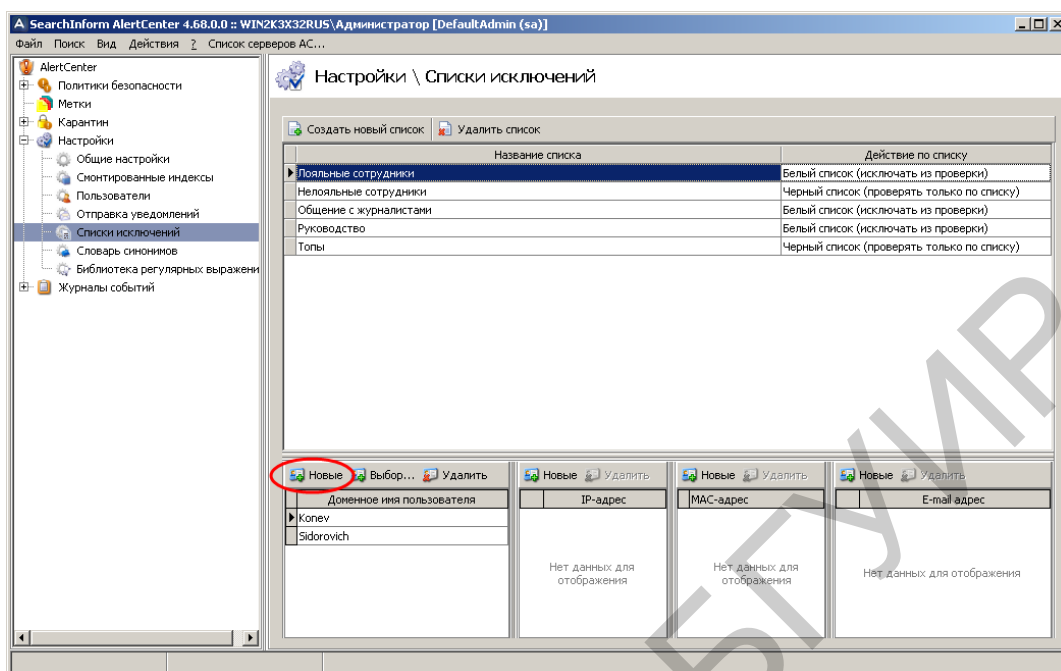 SearchInform AlertCenter 4.68.0.0 :: WIN2K3X32RUS\Администратор [DefaultAdmin (sa)]
Файл Поиск Вид Действия ? Список серверов АС...
AlertCenter
Политики безопасности
Метки
Карантин
Настройки
Общие настройки
Смонтированные индексы
Пользователи
Отправка уведомлений
Списки исключений
Словарь синонимов
Библиотека регулярных выражени
Журналы событий
Настройки \ Списки исключений
Создать новый список Удалить список
Название списка Действие по списку
Лояльные сотрудники Белый список (исключать из проверки)
Нелояльные сотрудники Черный список (проверять только по списку)
Общение с журналистами Белый список (исключать из проверки)
Руководство Белый список (исключать из проверки)
Топы Черный список (проверять только по списку)
Новые Выбор... Удалить Новые Удалить Новые Удалить Новые Удалить
Доменное имя пользователя IP-адрес MAC-адрес E-mail адрес
Konev
Sidorovich
Нет данных для отображения
Нет данных для отображения
Нет данных для отображения
БГУИР